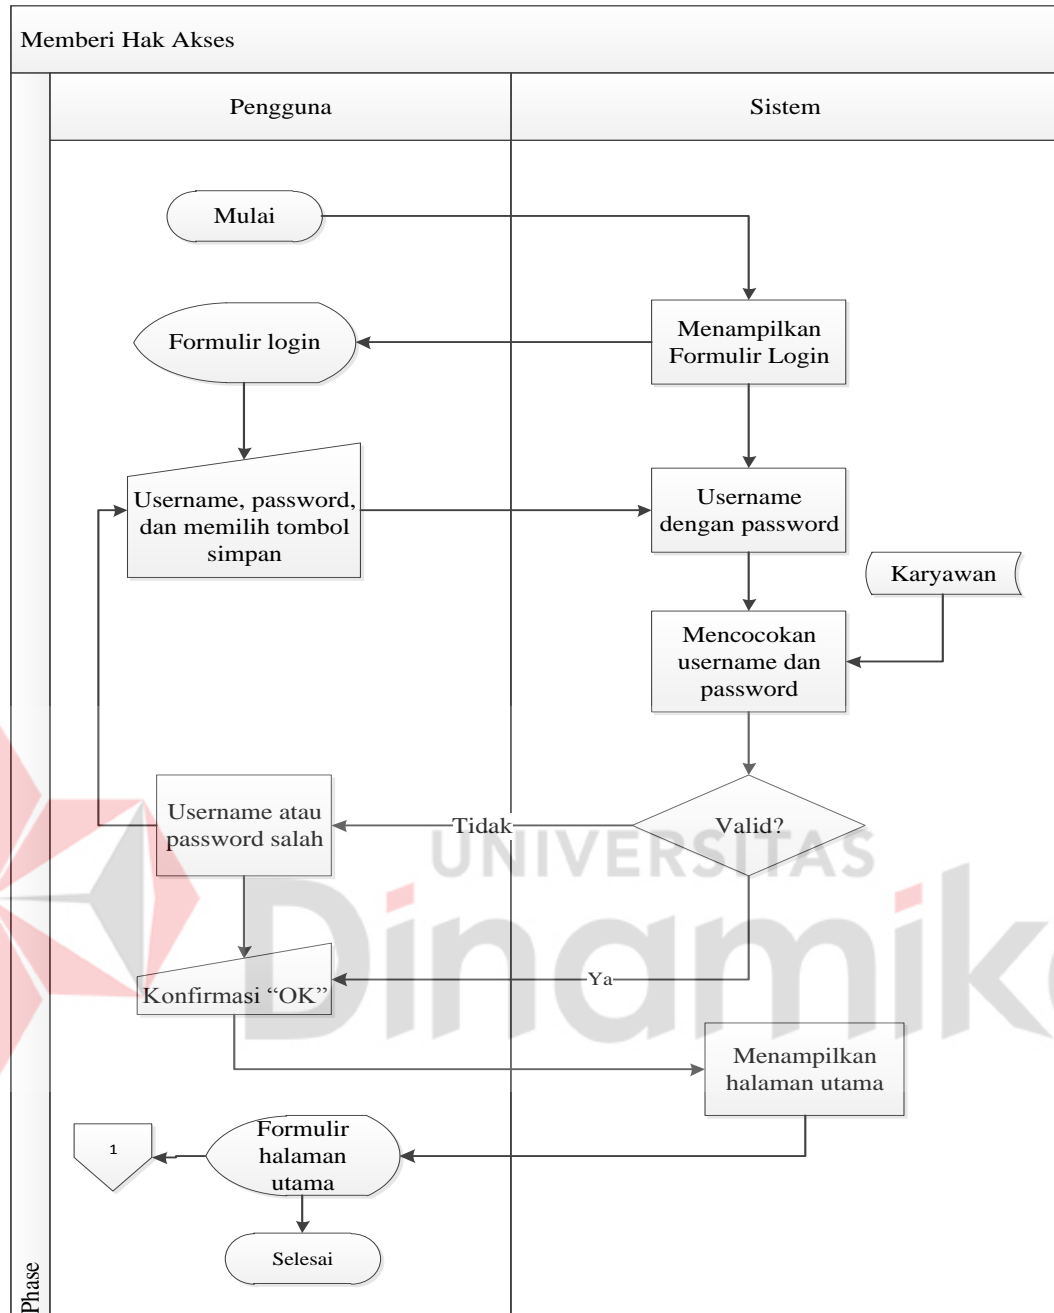 Memberi Hak Akses
Pengguna
Sistem
Mulai
Menampilkan
Formulir Login
Formulir login
Username, password,
dan memilih tombol
simpan
Username
dengan password
Karyawan
Mencocokan
username dan
password
Valid?
Tidak
Username atau
password salah
Ya
Konfirmasi “OK”
Menampilkan
halaman utama
Formulir
halaman
utama
1
Selesai
Phase
UNIVERSITAS
Dinamika